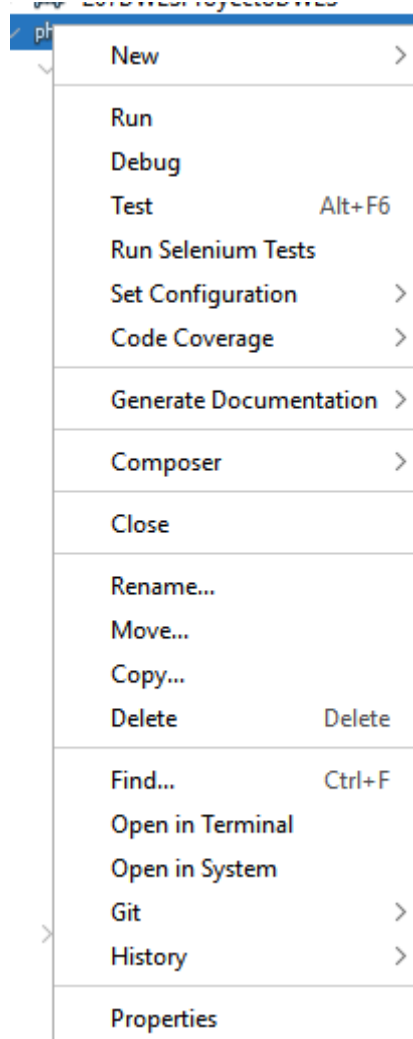 ph
New
Run
Debug
Test Alt+F6
Run Selenium Tests
Set Configuration
Code Coverage
Generate Documentation
Composer
Close
Rename...
Move...
Copy...
Delete Delete
Find... Ctrl+F
Open in Terminal
Open in System
Git
History
Properties